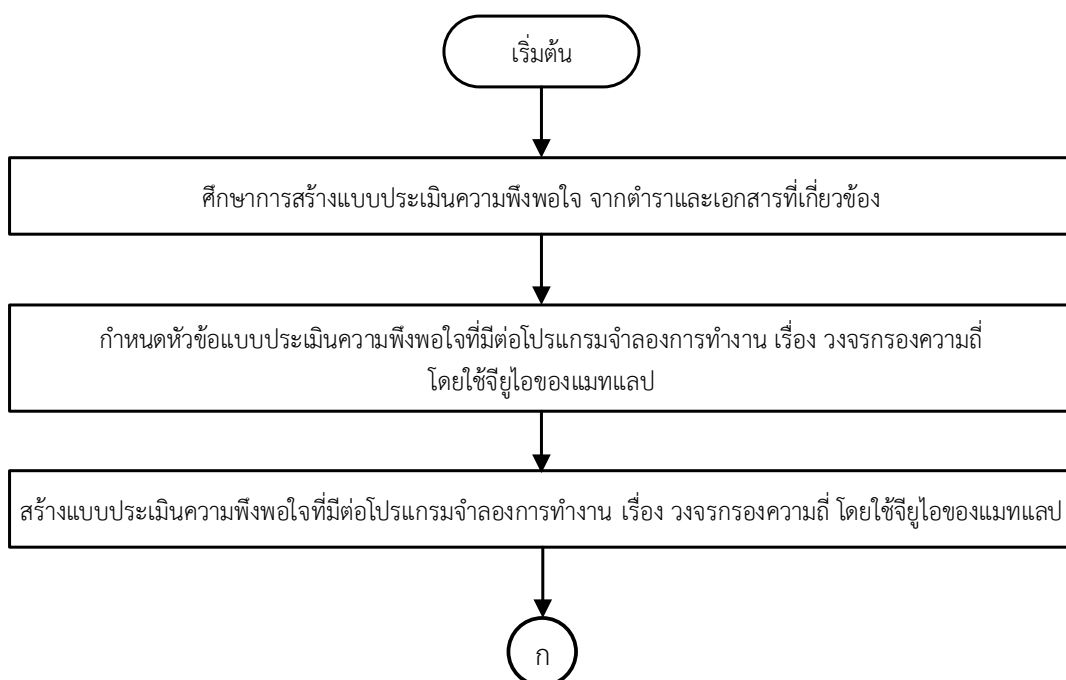 เริ่มต้น
ศึกษาการสร้างแบบประเมินความพึงพอใจ จากตำราและเอกสารที่เกี่ยวข้อง
กำหนดหัวข้อแบบประเมินความพึงพอใจที่มีต่อโปรแกรมจำลองการทำงาน เรื่อง วงจรกรองความถี่
โดยใช้จียูไอของแมทแลป
สร้างแบบประเมินความพึงพอใจที่มีต่อโปรแกรมจำลองการทำงาน เรื่อง วงจรกรองความถี่ โดยใช้จียูไอของแมทแลป
ก